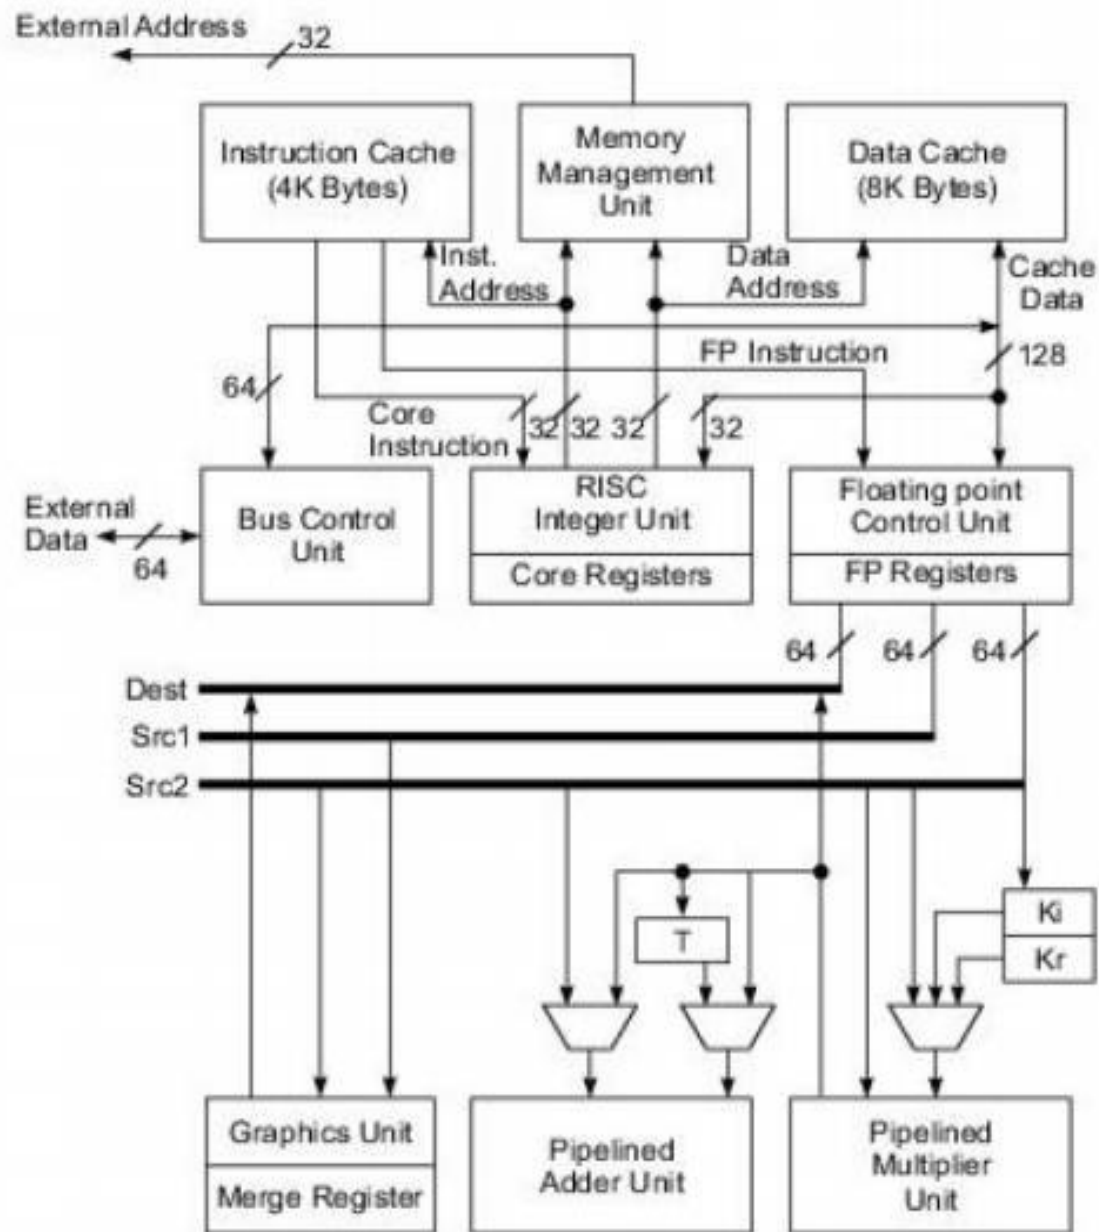 External Address
32
Instruction Cache
(4K Bytes)
Memory
Management
Unit
Data Cache
(8K Bytes)
Inst.
Address
Data
Address
Cache
Data
FP Instruction
128
64
Core
Instruction
32
32
32
32
External
Data
64
Bus Control
Unit
RISC
Integer Unit
Core Registers
Floating point
Control Unit
FP Registers
64
64
64
Dest
Src1
Src2
T
Ki
Kr
Graphics Unit
Merge Register
Pipelined
Adder Unit
Pipelined
Multiplier
Unit